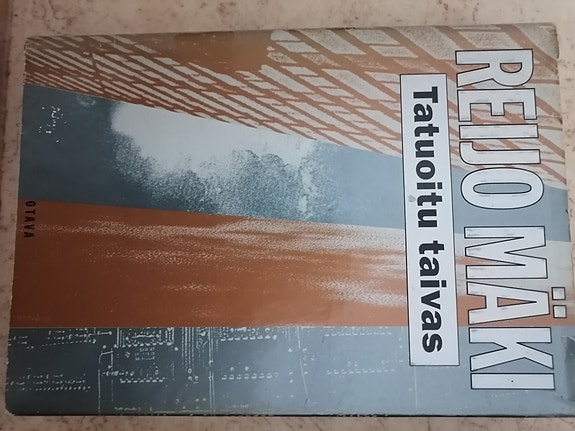 REIJO MÄKI
Tatuoitu taivas
OTAVA